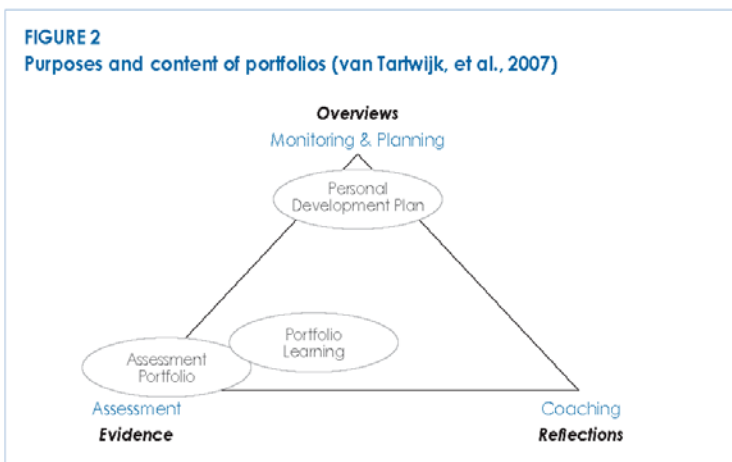 FIGURE 2
Purposes and content of portfolios (van Tartwijk, et al., 2007)
Overviews
Monitoring & Planning
Personal
Development Plan
Portfolio
Learning
Assessment
Portfolio
Assessment
Evidence
Coaching
Reflections